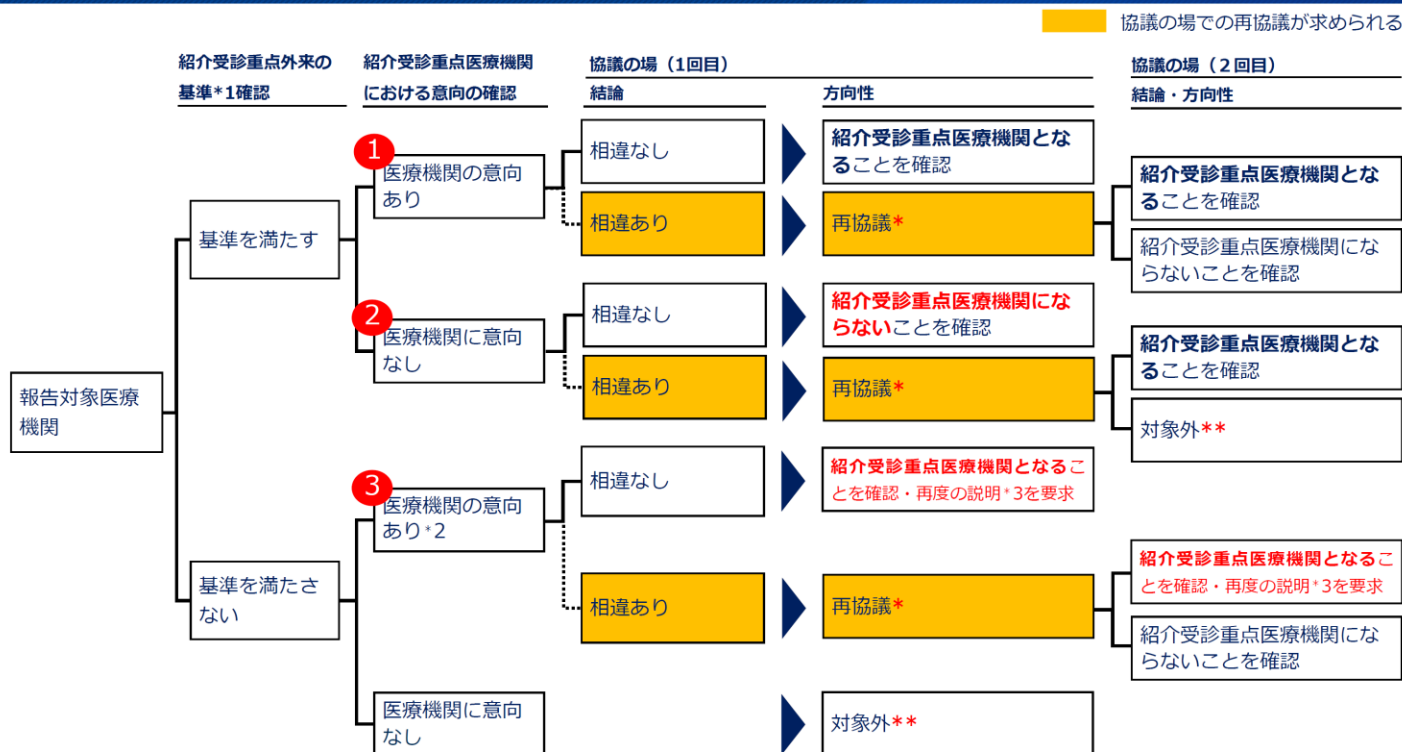 協議の場での再協議が求められる
紹介受診重点外来の
基準*1確認
紹介受診重点医療機関
における意向の確認
協議の場（1回目）
結論
方向性
協議の場（２回目）
結論・方向性
報告対象医療
機関
基準を満たす
1
医療機関の意向
あり
相違なし
紹介受診重点医療機関とな
ることを確認
相違あり
再協議*
紹介受診重点医療機関とな
ることを確認
紹介受診重点医療機関にな
らないことを確認
2
医療機関に意向
なし
相違なし
紹介受診重点医療機関にな
らないことを確認
相違あり
再協議*
紹介受診重点医療機関とな
ることを確認
対象外**
基準を満たさ
ない
3
医療機関の意向
あり*2
相違なし
紹介受診重点医療機関となるこ
とを確認・再度の説明*3を要求
相違あり
再協議*
紹介受診重点医療機関となるこ
とを確認・再度の説明*3を要求
紹介受診重点医療機関にな
らないことを確認
医療機関に意向
なし
対象外**